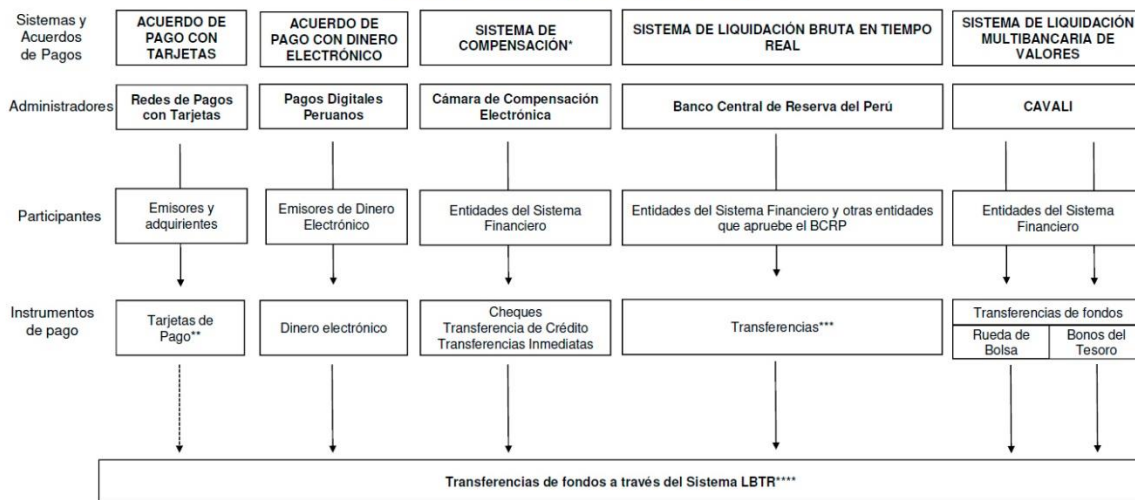 Sistemas y
Acuerdos
de Pagos
ACUERDO DE
PAGO CON
TARJETAS
ACUERDO DE
PAGO CON DINERO
ELECTRÓNICO
SISTEMA DE
COMPENSACIÓN*
SISTEMA DE LIQUIDACIÓN BRUTA EN TIEMPO
REAL
SISTEMA DE LIQUIDACIÓN
MULTIBANCARIA DE
VALORES
Administradores
Redes de Pagos
con Tarjetas
Pagos Digitales
Peruanos
Cámara de Compensación
Electrónica
Banco Central de Reserva del Perú
CAVALI
Participantes
Emisores y
adquirientes
Emisores de Dinero
Electrónico
Entidades del Sistema
Financiero
Entidades del Sistema Financiero y otras entidades
que apruebe el BCRP
Entidades del Sistema
Financiero
Instrumentos
de pago
Tarjetas de
Pago**
Dinero electrónico
Cheques
Transferencia de Crédito
Transferencias Inmediatas
Transferencias***
Transferencias de fondos
Rueda de
Bolsa
Bonos del
Tesoro
Transferencias de fondos a través del Sistema LBTR****